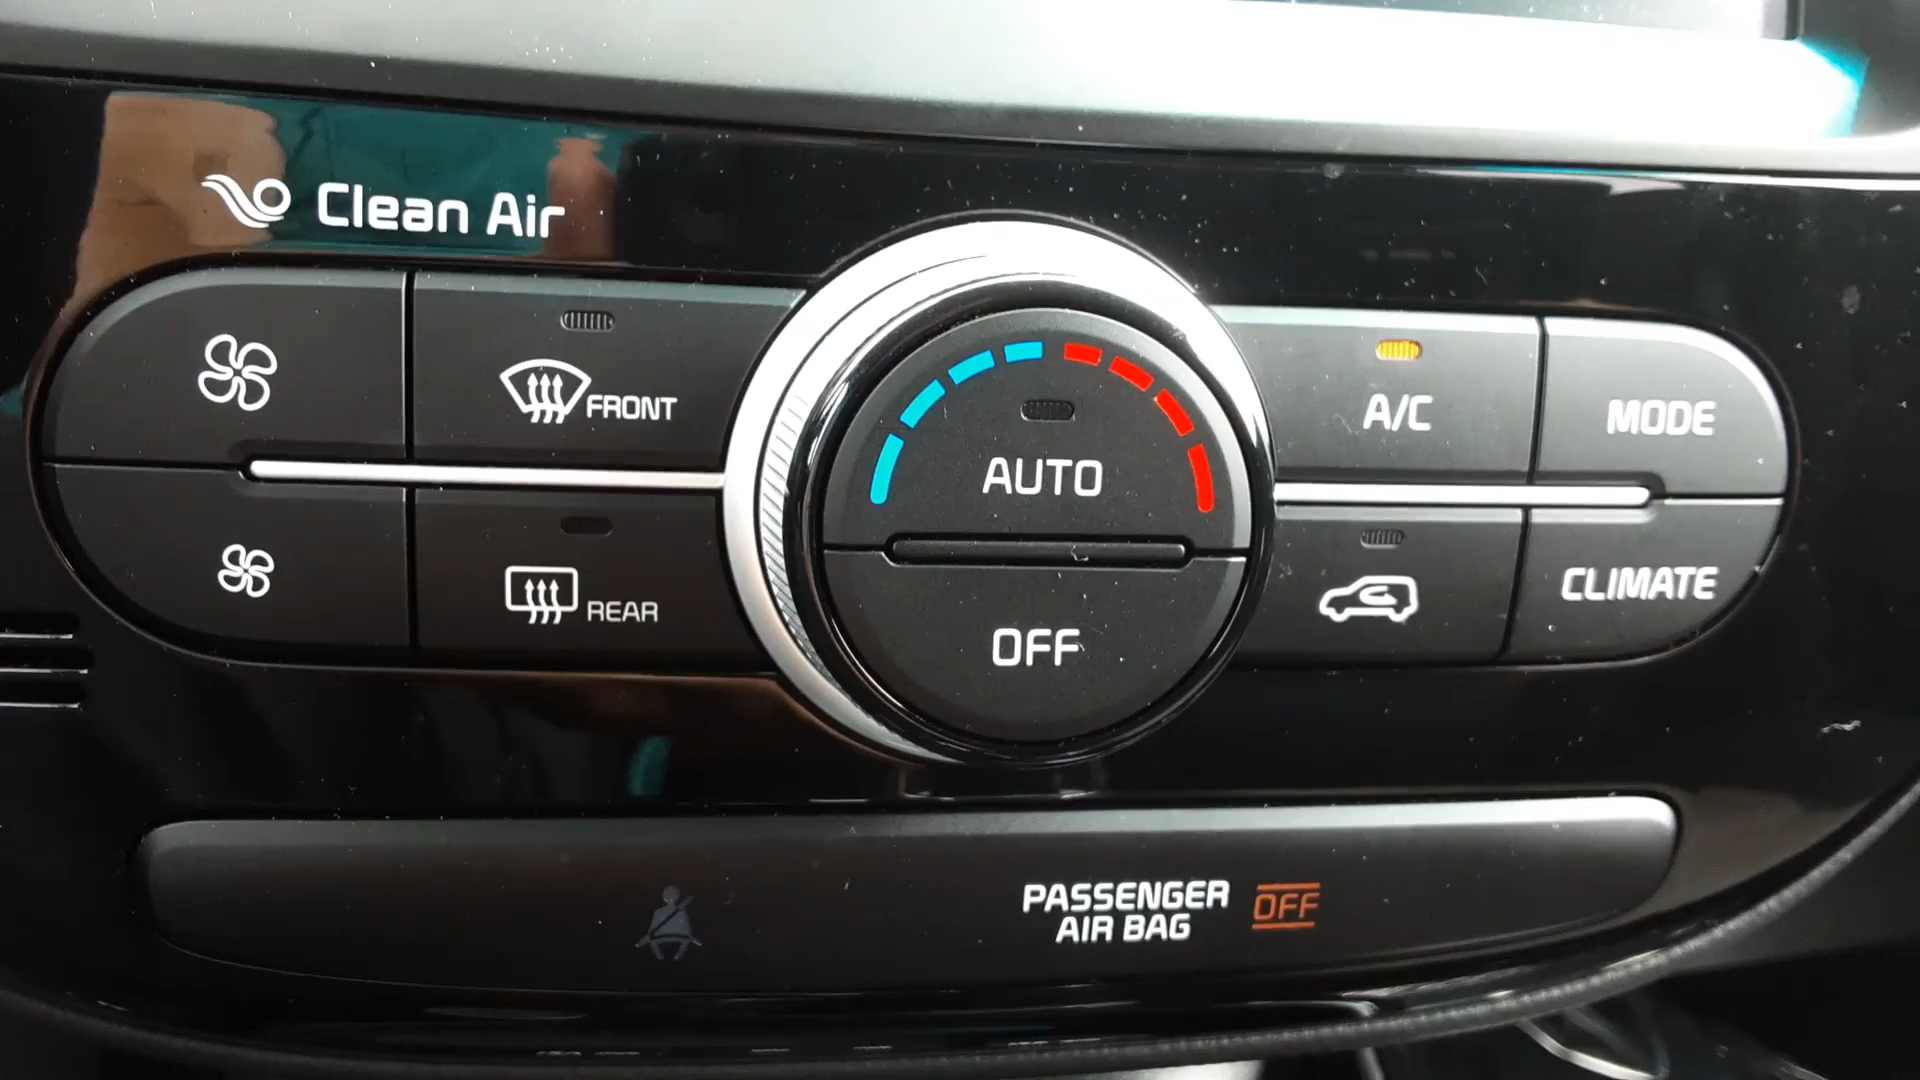 Clean Air
FRONT
AUTO
A/C
MODE
REAR
OFF
CLIMATE
PASSENGER
AIR BAG
OFF